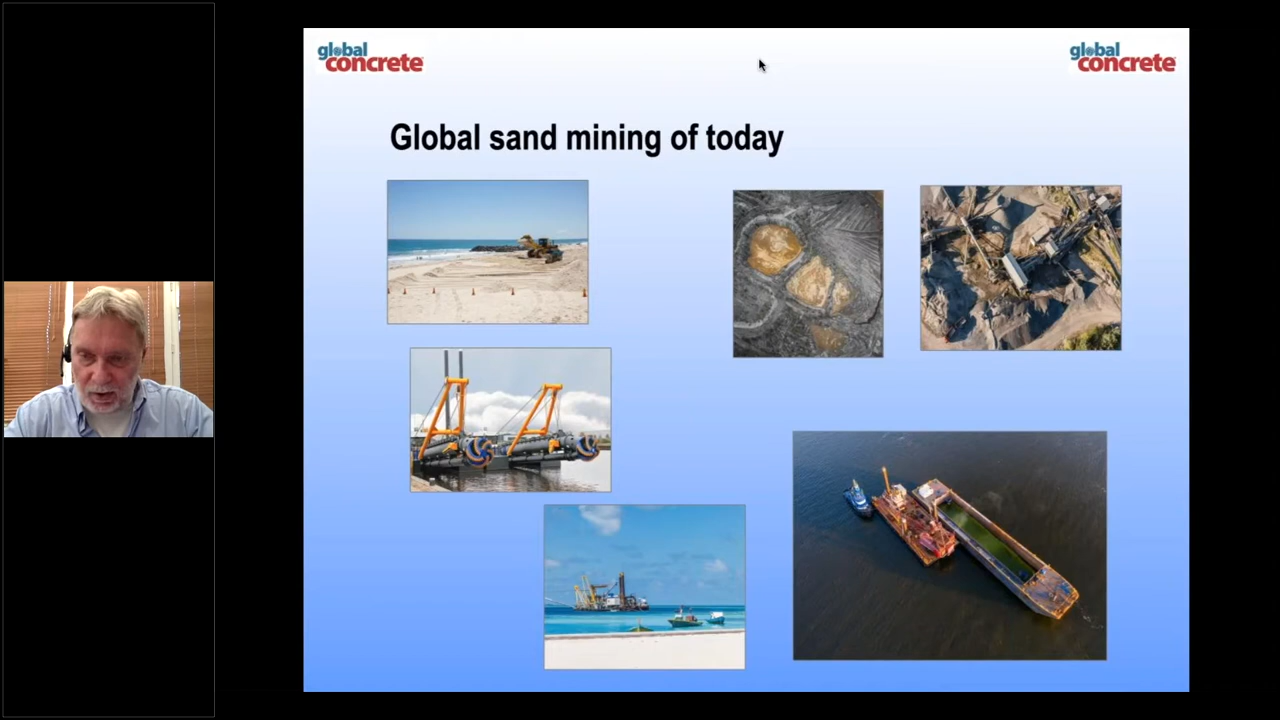 global
concrete
global
concrete
Global sand mining of today